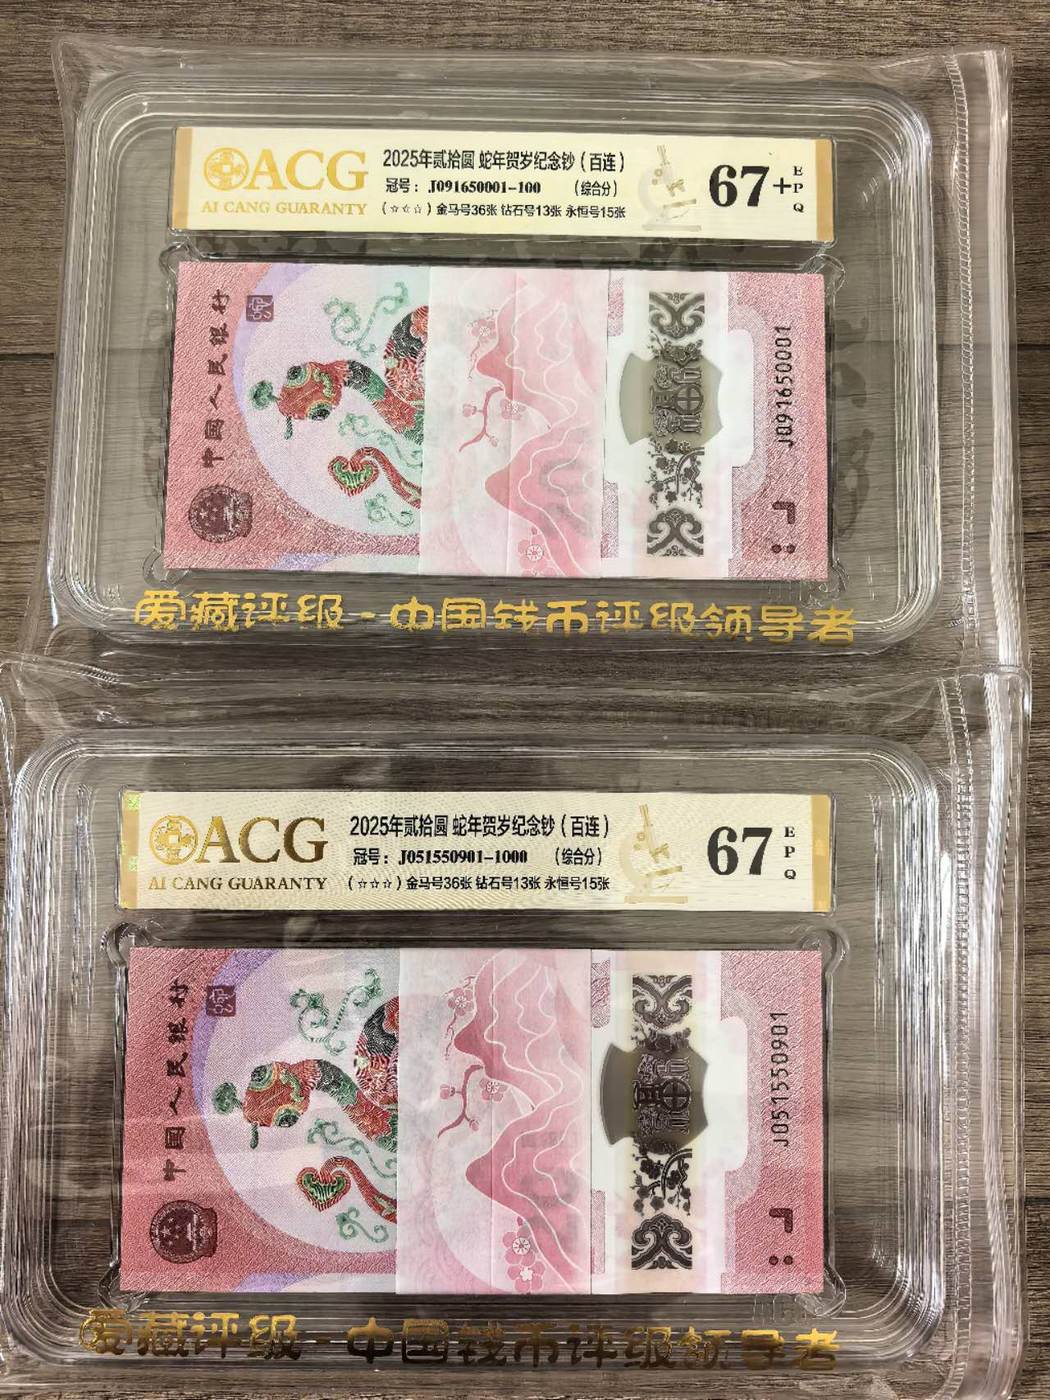 ACG
AI CANG GUARANTY
2025年贰拾圆 蛇年贺岁纪念钞（百连）
冠号：J091650001-100 （综合分）
（☆☆☆）金马号36张 钻石号13张 永恒号15张
67+
EPQ
中国人民银行
J091650001
爱藏评级-中国钱币评级领导者
ACG
AI CANG GUARANTY
2025年贰拾圆 蛇年贺岁纪念钞（百连）
冠号：J051550901-1000 （综合分）
（☆☆☆）金马号36张 钻石号13张 永恒号15张
67
EPQ
中国人民银行
J051550901
爱藏评级-中国钱币评级领导者